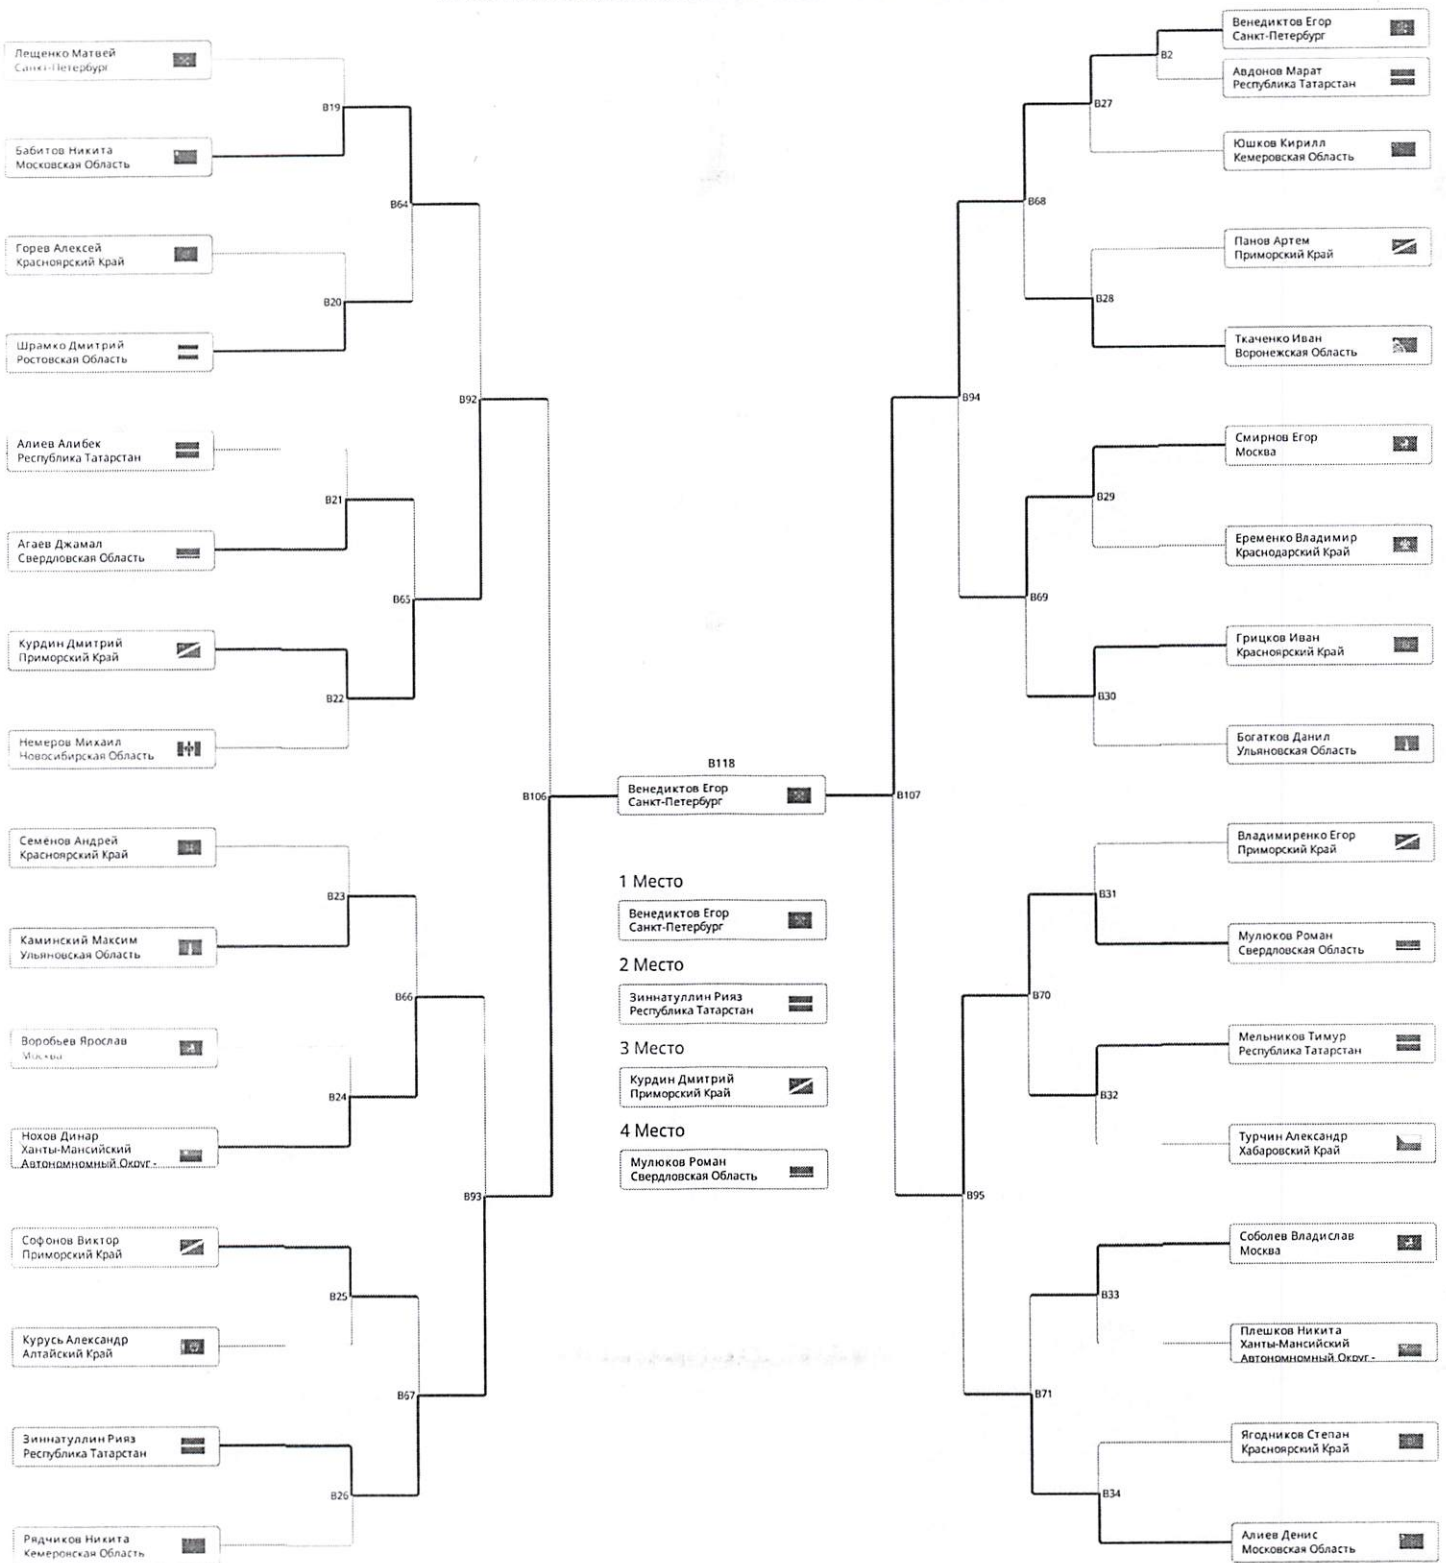 Лещенко Матвей
Санкт-Петербург
B19
Бабитов Никита
Московская Область
B64
Горев Алексей
Красноярский Край
B20
Шрамко Дмитрий
Ростовская Область
B92
Алиев Алибек
Республика Татарстан
B21
Агаев Джамал
Свердловская Область
B65
Курдин Дмитрий
Приморский Край
B22
Немеров Михаил
Новосибирская Область
B106
Семёнов Андрей
Красноярский Край
B23
Каминский Максим
Ульяновская Область
B66
Воробьев Ярослав
Москва
B24
Нохов Динар
Ханты-Мансийский
Автономномный Округ -
B93
Софонов Виктор
Приморский Край
B25
Курусь Александр
Алтайский Край
B67
Зиннатуллин Рияз
Республика Татарстан
B26
Рядчиков Никита
Кемеровская Область
B118
Венедиктов Егор
Санкт-Петербург
1 Место
Венедиктов Егор
Санкт-Петербург
2 Место
Зиннатуллин Рияз
Республика Татарстан
3 Место
Курдин Дмитрий
Приморский Край
4 Место
Мулюков Роман
Свердловская Область
Венедиктов Егор
Санкт-Петербург
B2
Авдонов Марат
Республика Татарстан
B27
Юшков Кирилл
Кемеровская Область
B68
Панов Артем
Приморский Край
B28
Ткаченко Иван
Воронежская Область
B94
Смирнов Егор
Москва
B29
Еременко Владимир
Краснодарский Край
B69
Грицков Иван
Красноярский Край
B30
Богатков Данил
Ульяновская Область
B107
Владимиренко Егор
Приморский Край
B31
Мулюков Роман
Свердловская Область
B70
Мельников Тимур
Республика Татарстан
B32
Турчин Александр
Хабаровский Край
B95
Соболев Владислав
Москва
B33
Плешков Никита
Ханты-Мансийский
Автономномный Округ -
B71
Ягодников Степан
Красноярский Край
B34
Алиев Денис
Московская Область